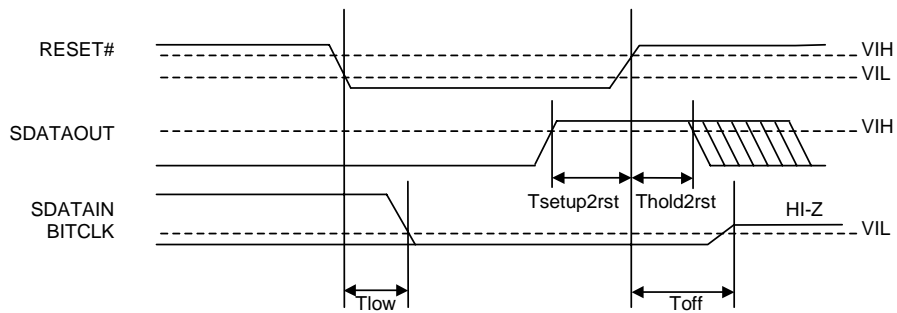 RESET#
VIH
VIL
SDATAOUT
VIH
Tsetup2rst
Thold2rst
SDATAIN
BITCLK
HI-Z
VIL
Tlow
Toff